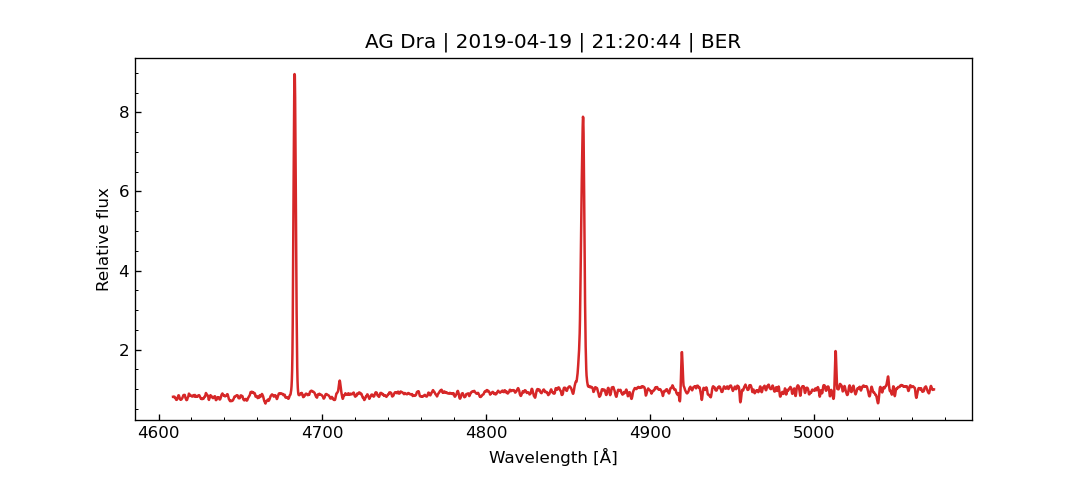 AG Dra | 2019-04-19 | 21:20:44 | BER
Relative flux
8
6
4
2
4600 4700 4800 4900 5000
Wavelength [Å]